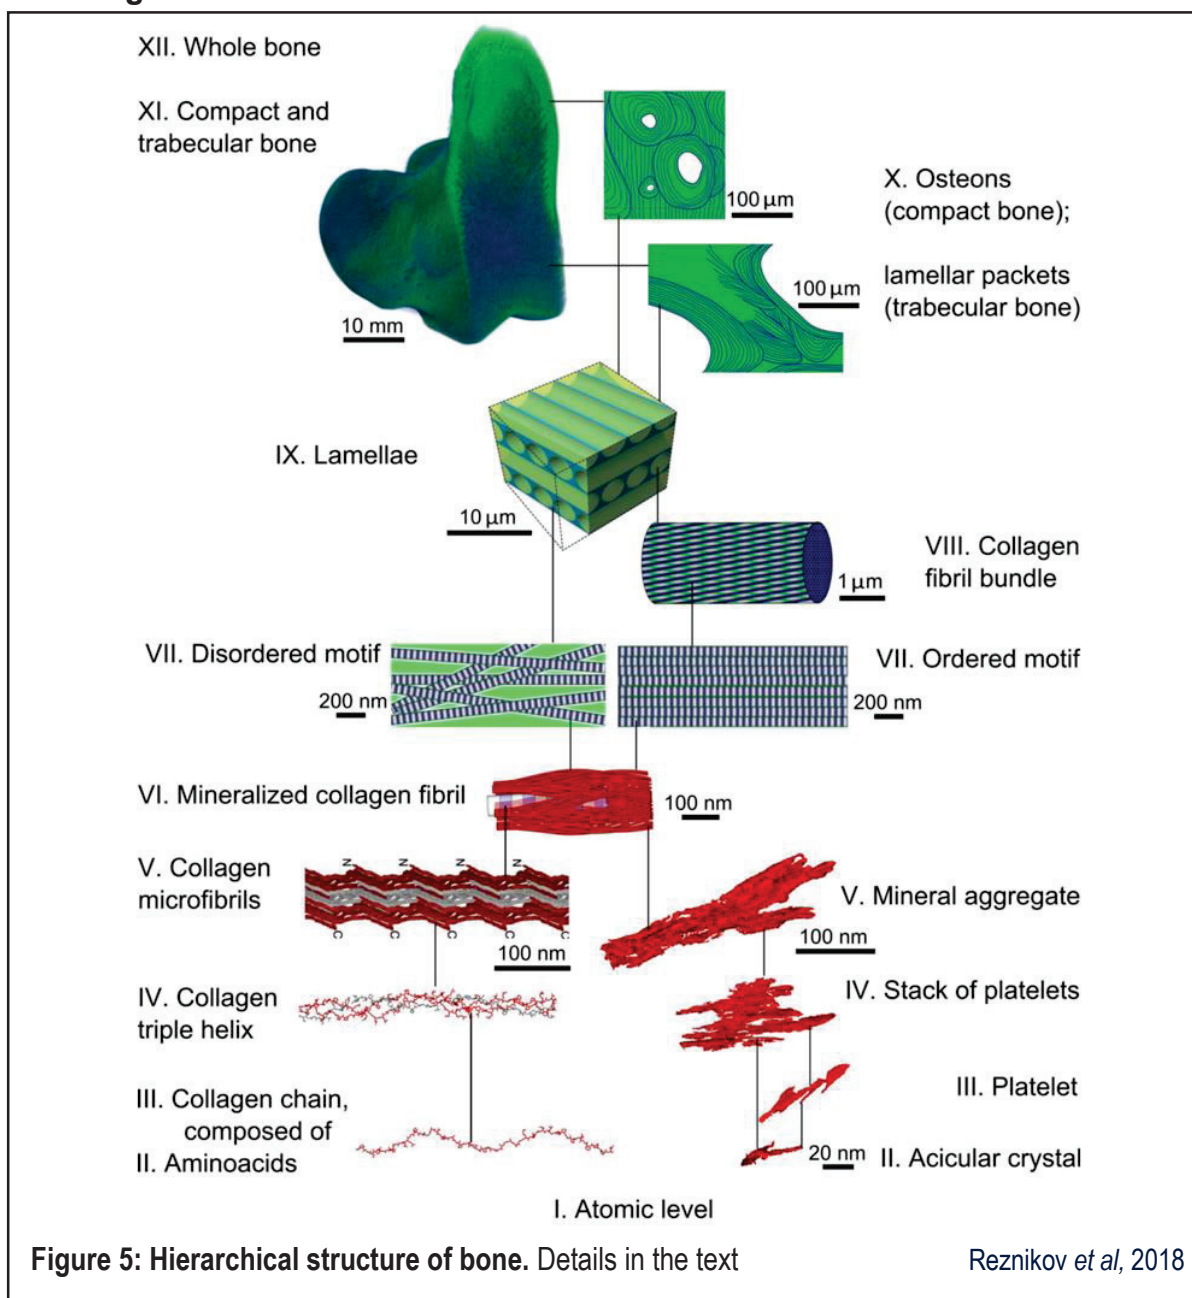 XII. Whole bone
XI. Compact and
trabecular bone
10 mm
100 µm
X. Osteons
(compact bone);
100 µm
lamellar packets
(trabecular bone)
IX. Lamellae
10 µm
VIII. Collagen
fibril bundle
1 µm
VII. Disordered motif
200 nm
VII. Ordered motif
200 nm
VI. Mineralized collagen fibril
100 nm
V. Collagen
microfibrils
N N N N
C C C C C
100 nm
V. Mineral aggregate
100 nm
IV. Collagen
triple helix
IV. Stack of platelets
III. Platelet
III. Collagen chain,
composed of
II. Aminoacids
20 nm
II. Acicular crystal
I. Atomic level
Figure 5: Hierarchical structure of bone. Details in the text
Reznikov et al, 2018